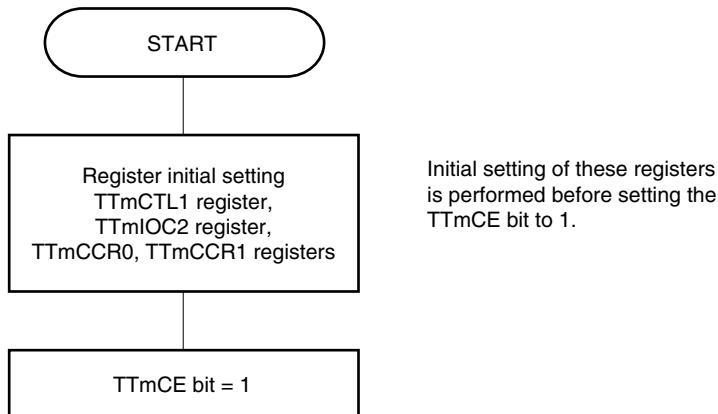 START
Register initial setting
TTmCTL1 register,
TTmIOC2 register,
TTmCCR0, TTmCCR1 registers
Initial setting of these registers
is performed before setting the
TTmCE bit to 1.
TTmCE bit = 1